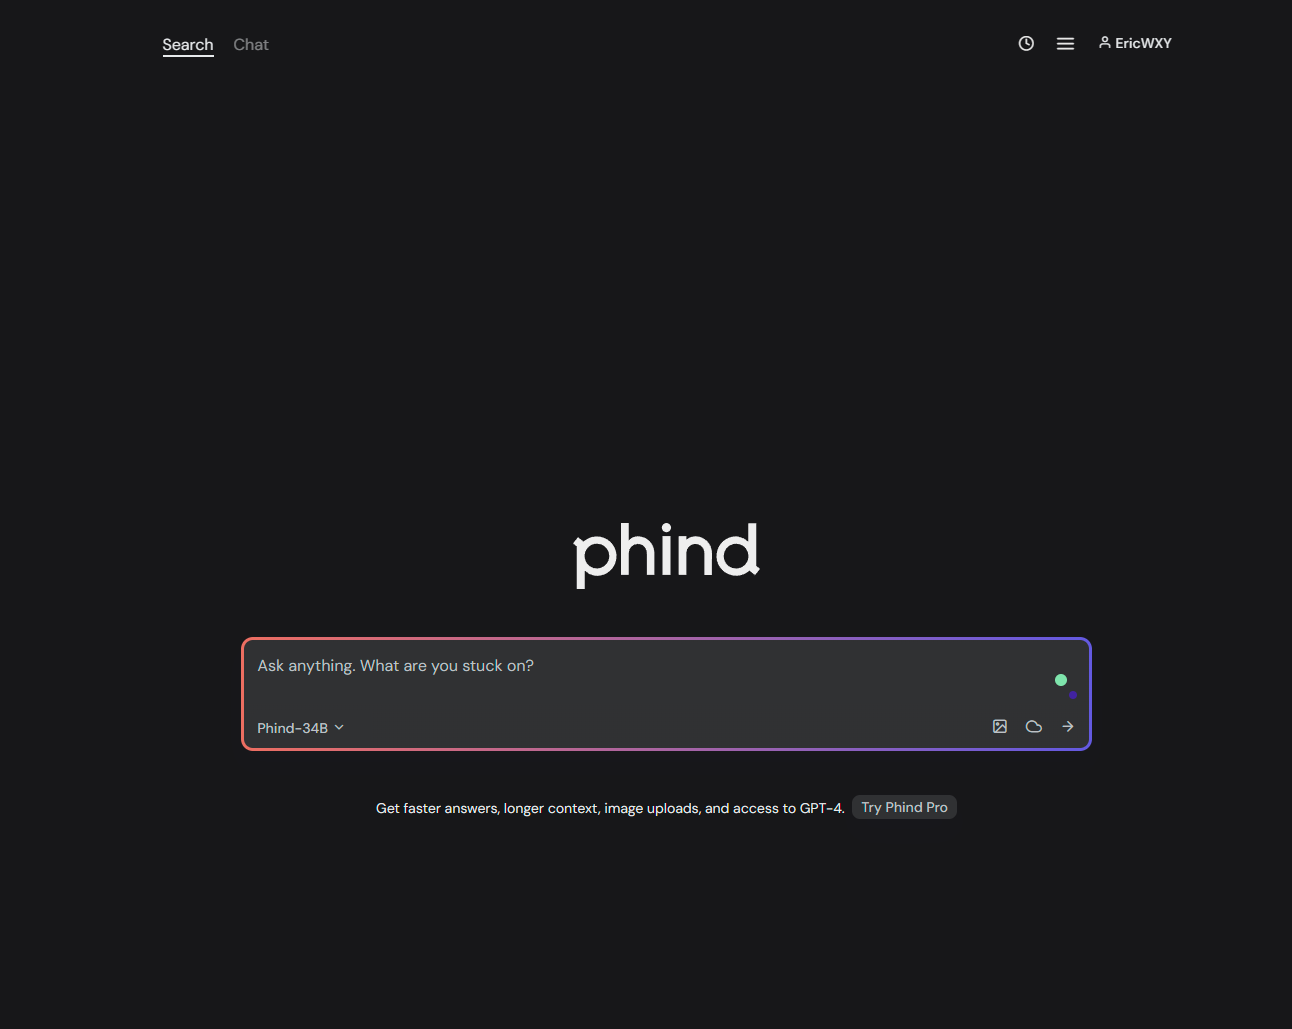 Search Chat
EricWXY
phind
Ask anything. What are you stuck on?
Phind-34B
Get faster answers, longer context, image uploads, and access to GPT-4. Try Phind Pro